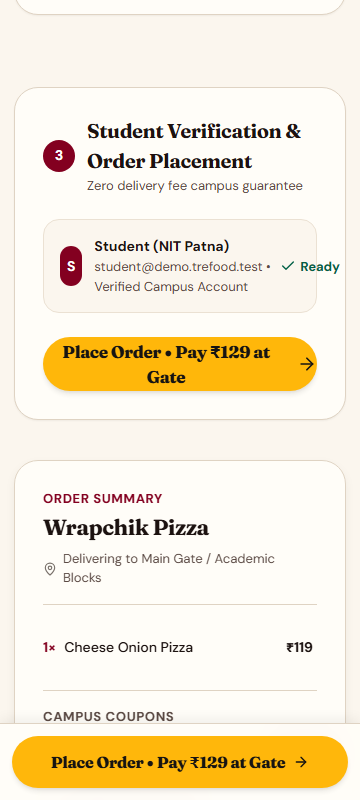 3
Student Verification &
Order Placement
Zero delivery fee campus guarantee
S
Student (NIT Patna)
student@demo.trefood.test •
Verified Campus Account
Ready
Place Order • Pay ₹129 at
Gate
ORDER SUMMARY
Wrapchik Pizza
Delivering to Main Gate / Academic
Blocks
1× Cheese Onion Pizza ₹119
CAMPUS COUPONS
Place Order • Pay ₹129 at Gate